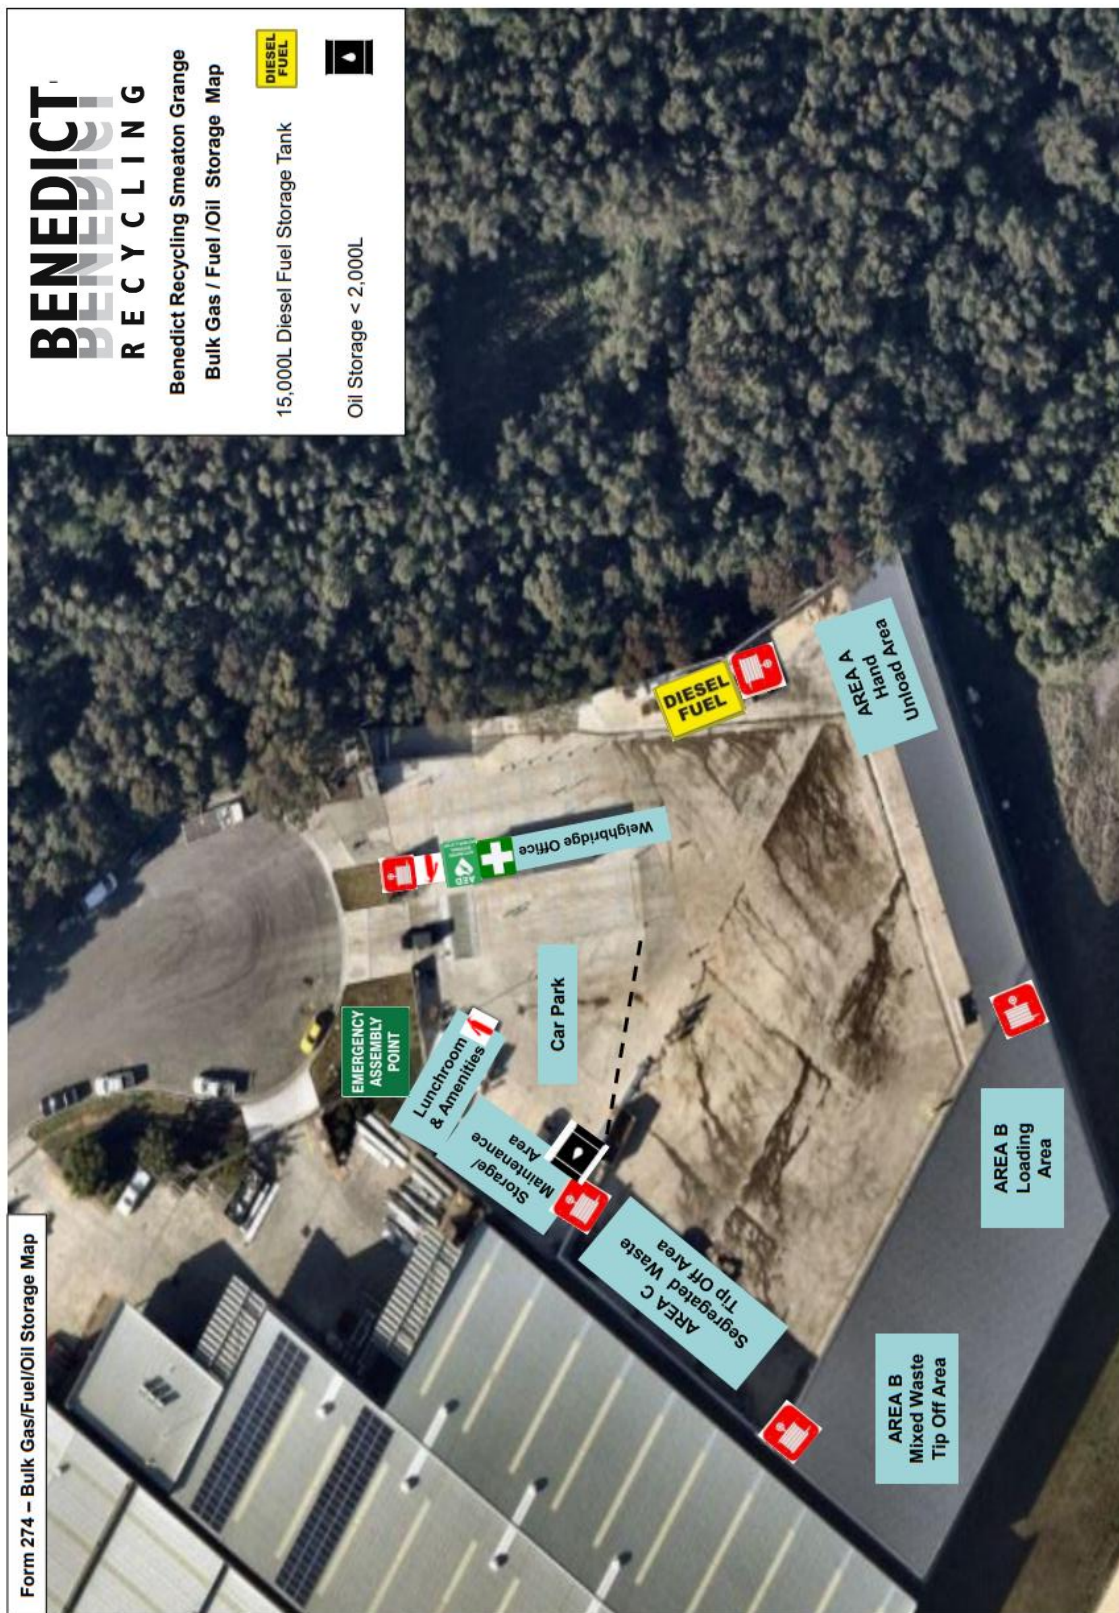 Form 274 – Bulk Gas/Fuel/Oil Storage Map
BENEDICT
RECYCLING
Benedict Recycling Smeaton Grange
Bulk Gas / Fuel /Oil Storage Map
15,000L Diesel Fuel Storage Tank
DIESEL
FUEL
Oil Storage < 2,000L
EMERGENCY
ASSEMBLY
POINT
Lunchroom
& Amenities
Storage/
Maintenance
Area
Car Park
AED
Weighbridge Office
DIESEL
FUEL
AREA A
Hand
Unload Area
AREA C
Segregated Waste
Tip Off Area
AREA B
Mixed Waste
Tip Off Area
AREA B
Loading
Area